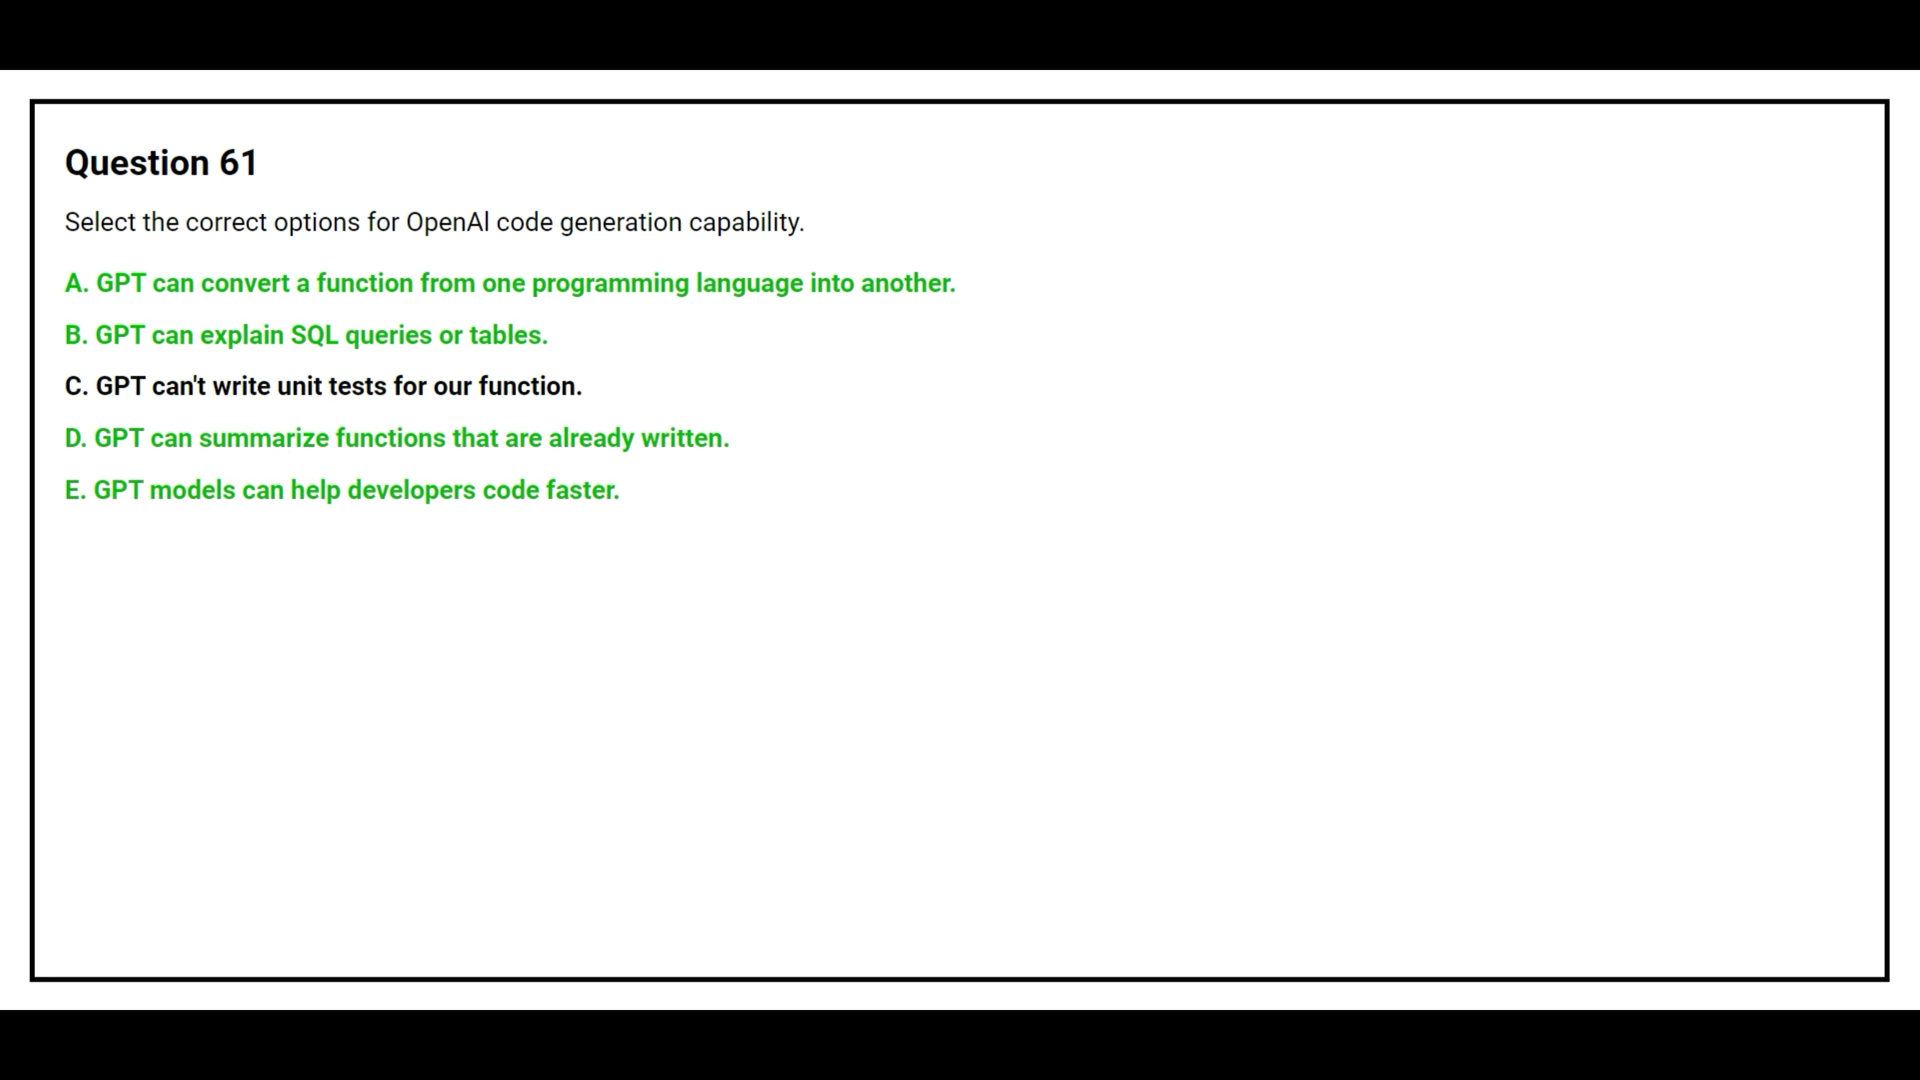 Question 61
Select the correct options for OpenAI code generation capability.
A. GPT can convert a function from one programming language into another.
B. GPT can explain SQL queries or tables.
C. GPT can't write unit tests for our function.
D. GPT can summarize functions that are already written.
E. GPT models can help developers code faster.